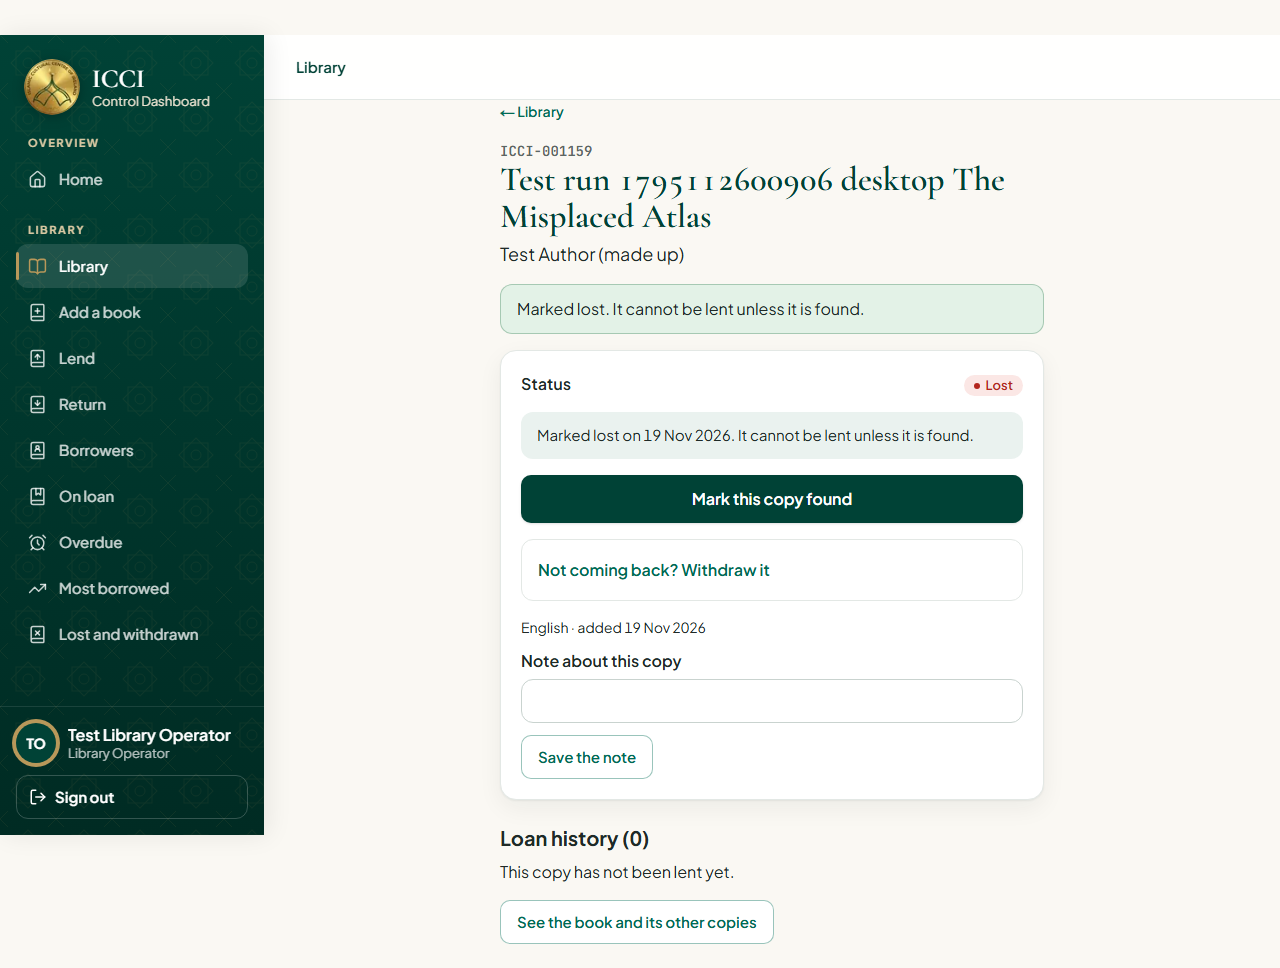 ICCI
Control Dashboard
OVERVIEW
Home
LIBRARY
Library
Add a book
Lend
Return
Borrowers
On loan
Overdue
Most borrowed
Lost and withdrawn
TO
Test Library Operator
Library Operator
Sign out
Library
← Library
ICCI-001159
Test run 1795112600906 desktop The
Misplaced Atlas
Test Author (made up)
Marked lost. It cannot be lent unless it is found.
Status
Lost
Marked lost on 19 Nov 2026. It cannot be lent unless it is found.
Mark this copy found
Not coming back? Withdraw it
English · added 19 Nov 2026
Note about this copy
Save the note
Loan history (0)
This copy has not been lent yet.
See the book and its other copies